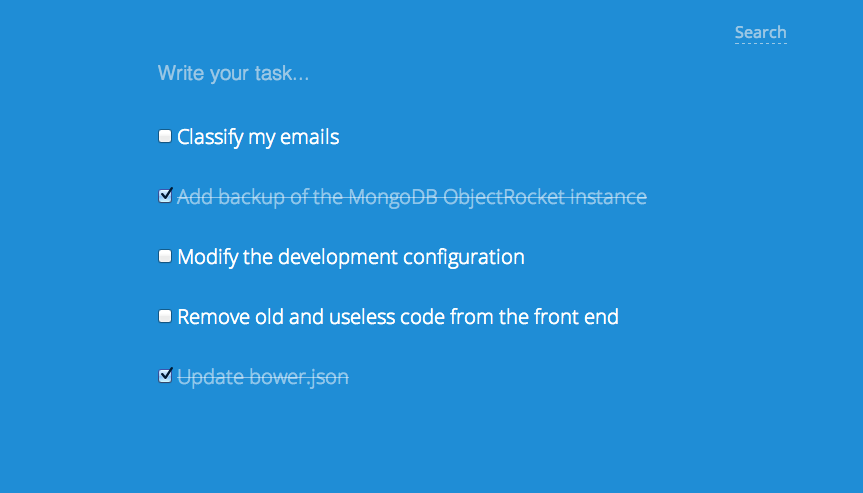 Search
Write your task...
Classify my emails
Add backup of the MongoDB ObjectRocket instance
Modify the development configuration
Remove old and useless code from the front end
Update bower.json